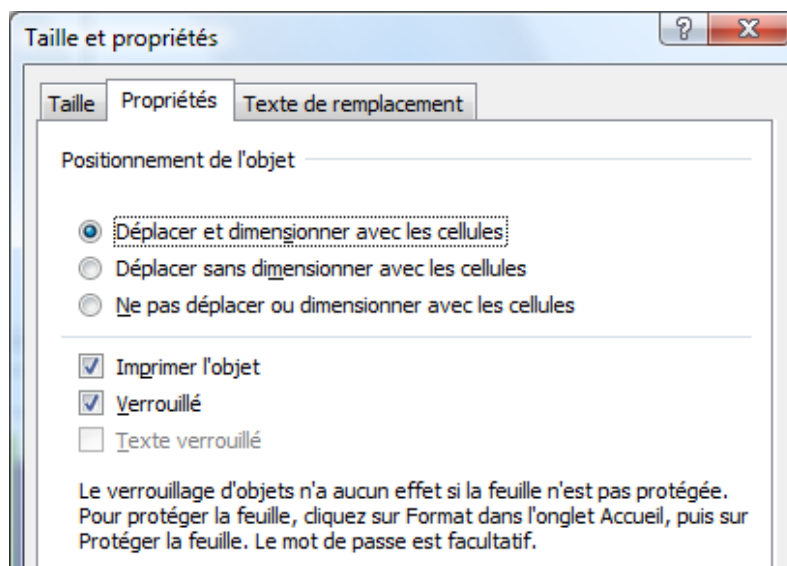 Taille et propriétés
Taille Propriétés Texte de remplacement
Positionnement de l'objet
Déplacer et dimensionner avec les cellules
Déplacer sans dimensionner avec les cellules
Ne pas déplacer ou dimensionner avec les cellules
Imprimer l'objet
Verrouillé
Texte verrouillé
Le verrouillage d'objets n'a aucun effet si la feuille n'est pas protégée.
Pour protéger la feuille, cliquez sur Format dans l'onglet Accueil, puis sur
Protéger la feuille. Le mot de passe est facultatif.